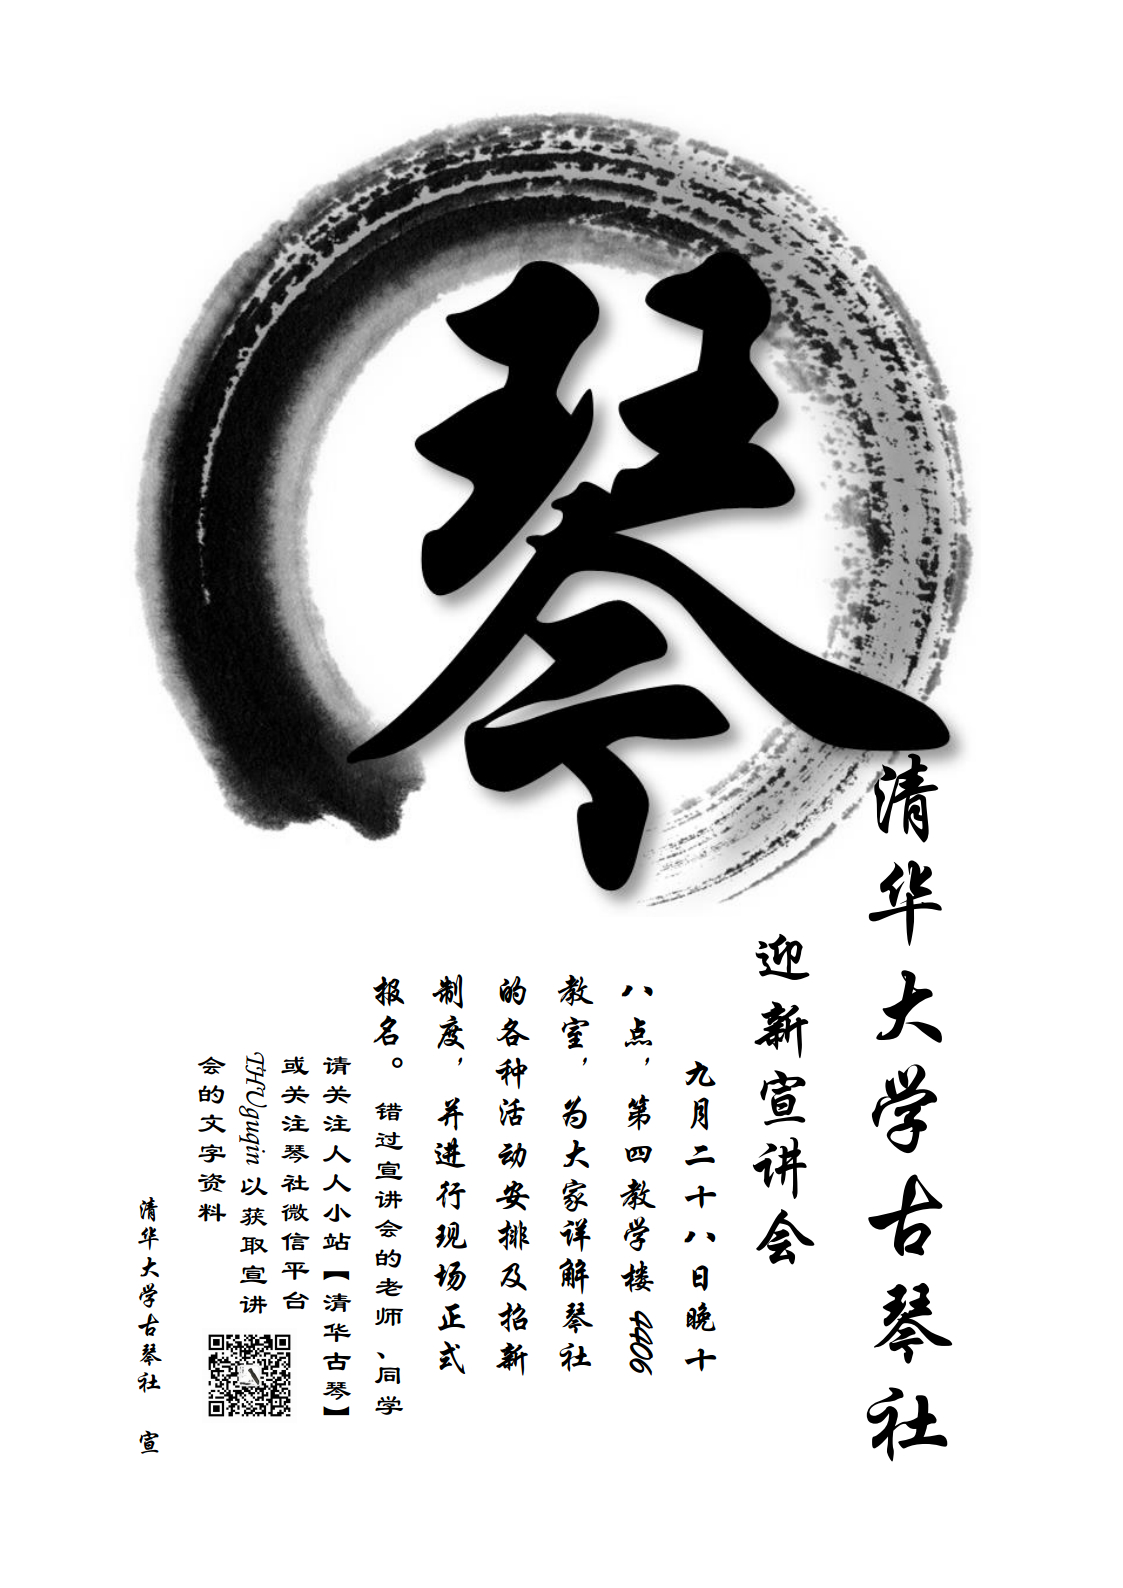 琴
清华大学古琴社
迎新宣讲会
九月二十八日晚十
八点，第四教学楼4406
教室，为大家详解琴社
的各种活动安排及招新
制度，并进行现场正式
报名。错过宣讲会的老师、同学
请关注人人小站【清华古琴】
或关注琴社微信平台
THUguqin以获取宣讲
会的文字资料
清华大学古琴社 宣